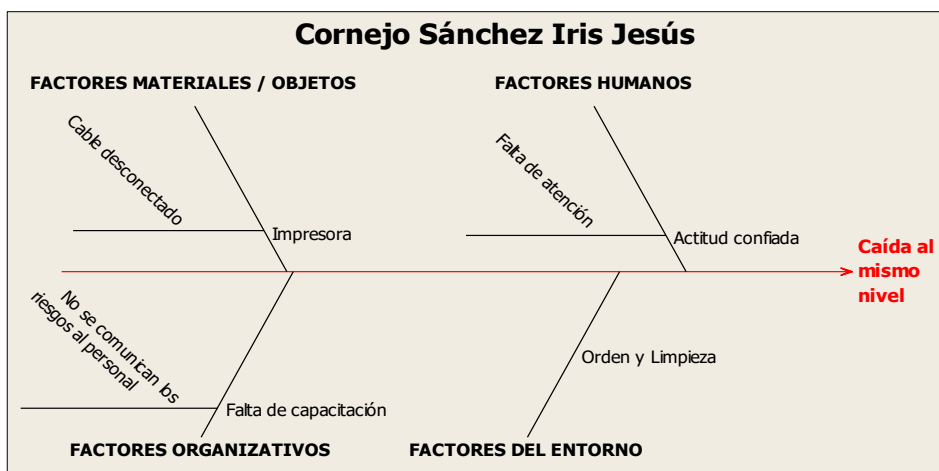 Cornejo Sánchez Iris Jesús
FACTORES MATERIALES / OBJETOS
FACTORES HUMANOS
Cable desconectado
Impresora
Falta de atención
Actitud confiada
Caída al
mismo
nivel
No se comunican los
riesgos al personal
Falta de capacitación
Orden y Limpieza
FACTORES ORGANIZATIVOS
FACTORES DEL ENTORNO